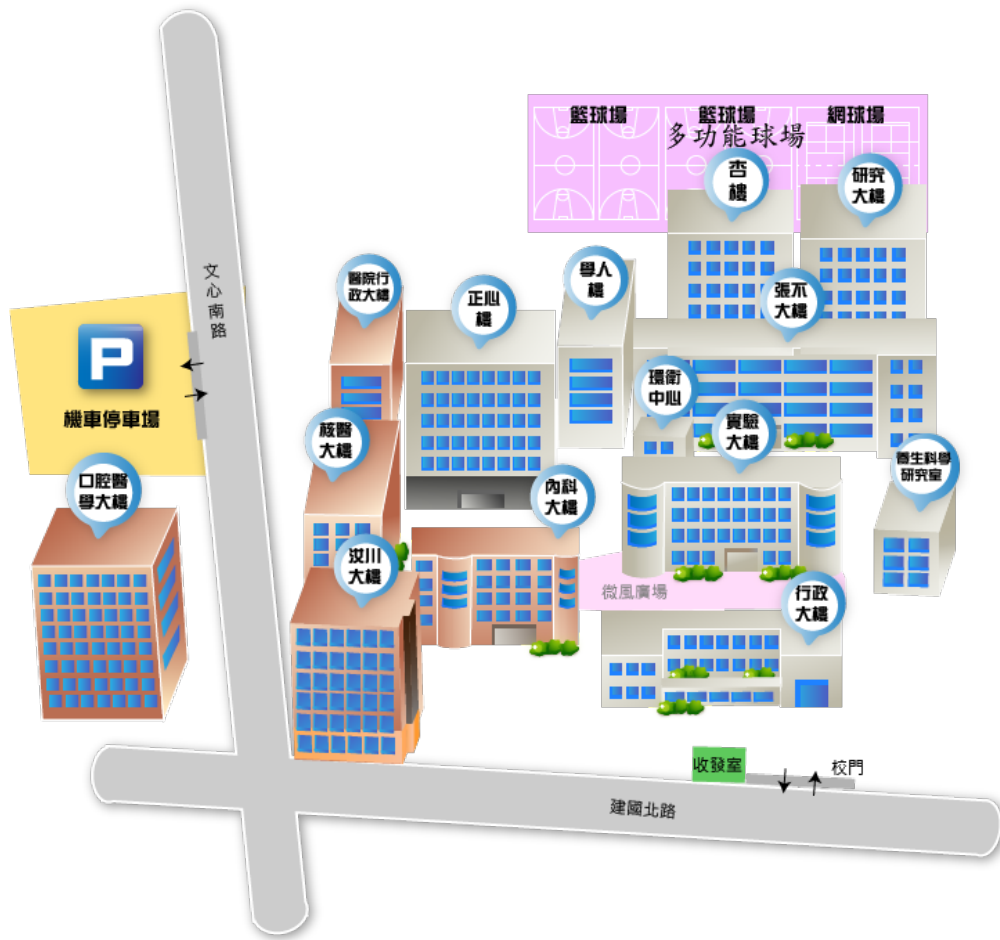 籃球場
籃球場
網球場
多功能球場
杏
樓
研究
大樓
文心南路
醫院行
政大樓
正心
樓
學人
樓
張不
大樓
P
機車停車場
環衛
中心
實驗
大樓
核醫
大樓
口腔醫
學大樓
內科
大樓
養生科學
研究室
汝川
大樓
微風廣場
行政
大樓
收發室
校門
建國北路